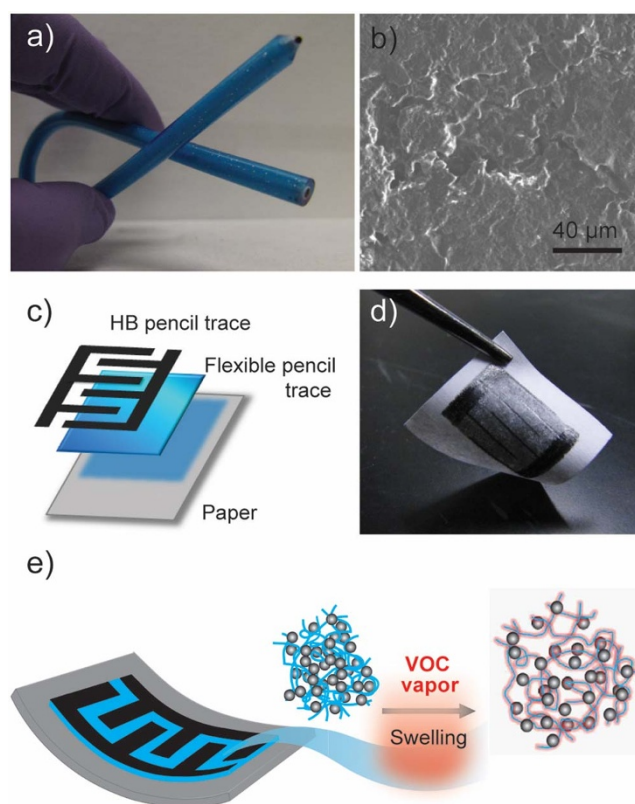 a)
b)
40 µm
c)
HB pencil trace
Flexible pencil
trace
Paper
d)
e)
VOC
vapor
Swelling